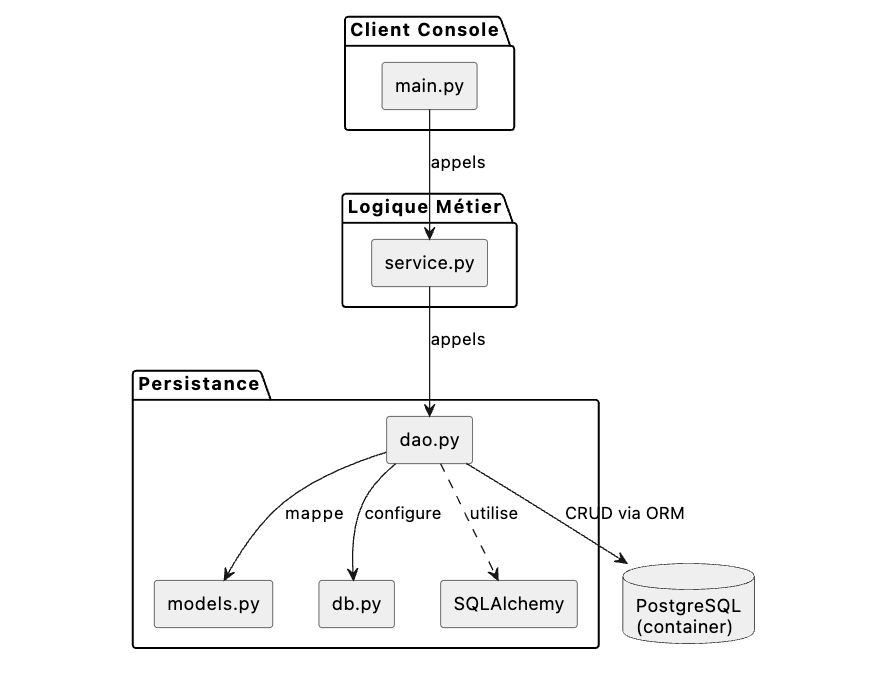 Client Console
main.py
appels
Logique Métier
service.py
appels
Persistance
dao.py
mappe
configure
utilise
CRUD via ORM
models.py
db.py
SQLAlchemy
PostgreSQL
(container)